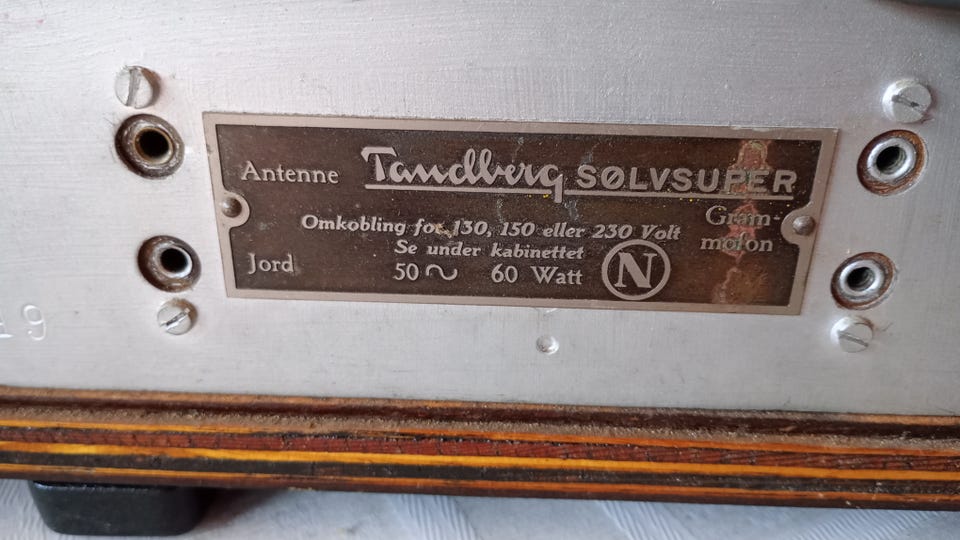 Tandberg SØLVSUPER
Antenne
Omkobling for 130, 150 eller 230 Volt
Gram-
mofon
Se under kabinettet
Jord
50 ~ 60 Watt
N
19